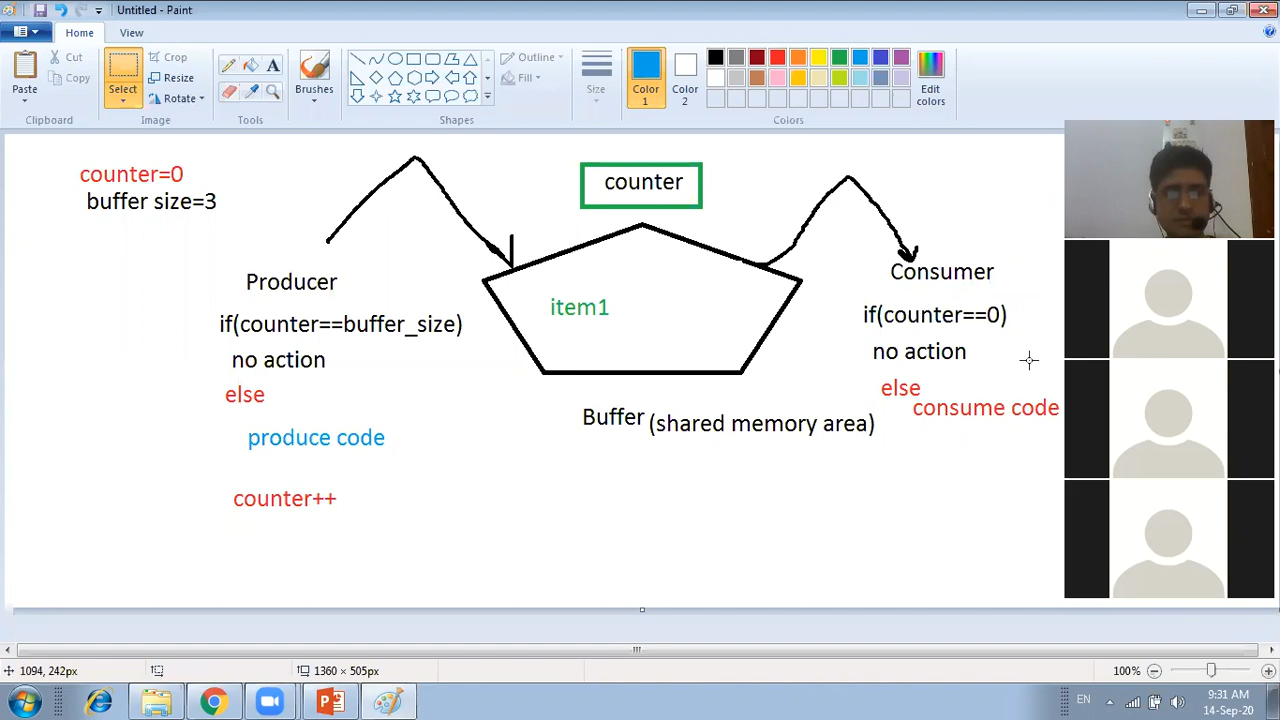 Untitled - Paint
Home
View
Paste
Cut
Copy
Clipboard
Select
Crop
Resize
Rotate
Image
A
Tools
Brushes
Shapes
Outline
Fill
Size
Color 1
Color 2
Edit colors
Colors
counter=0
buffer size=3
counter
Producer
if(counter==buffer_size)
no action
else
produce code
counter++
item1
Buffer (shared memory area)
Consumer
if(counter==0)
no action
else
consume code
1094, 242px
1360 × 505px
100%
EN
9:31 AM
14-Sep-20